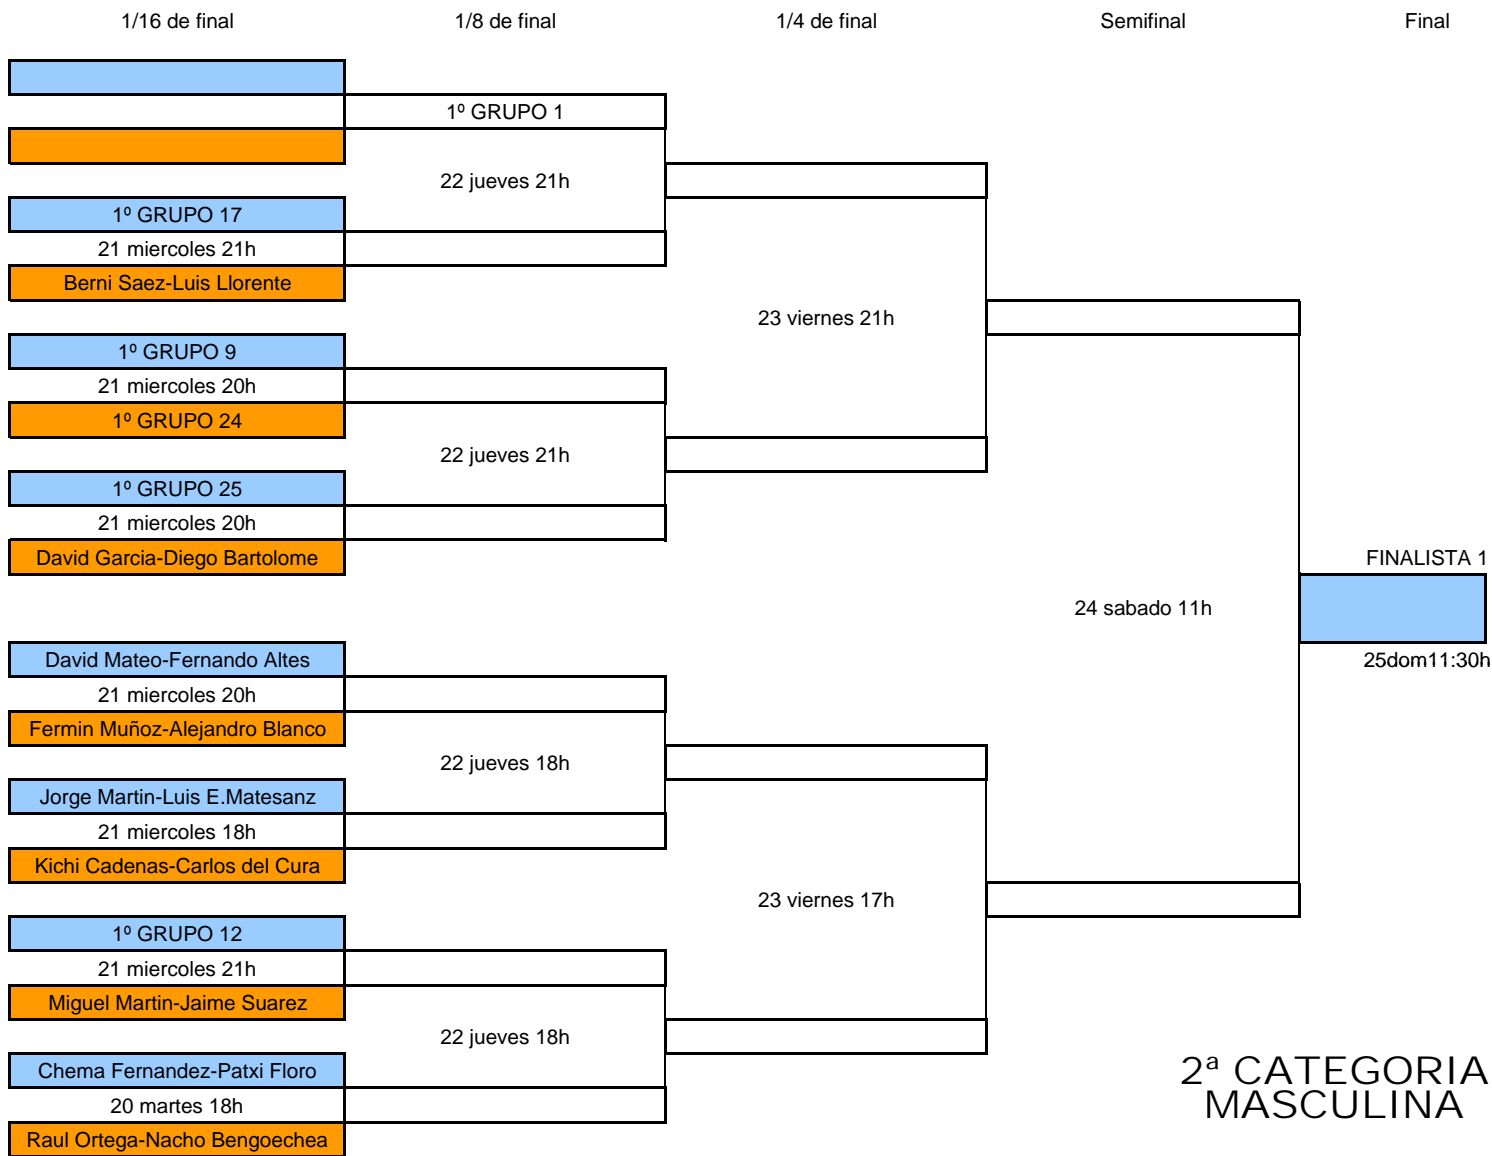 1/16 de final
1/8 de final
1/4 de final
Semifinal
Final
1º GRUPO 1
22 jueves 21h
1º GRUPO 17
21 miercoles 21h
Berni Saez-Luis Llorente
23 viernes 21h
1º GRUPO 9
21 miercoles 20h
1º GRUPO 24
22 jueves 21h
1º GRUPO 25
21 miercoles 20h
David Garcia-Diego Bartolome
FINALISTA 1
24 sabado 11h
David Mateo-Fernando Altes
25dom11:30h
21 miercoles 20h
Fermin Muñoz-Alejandro Blanco
22 jueves 18h
Jorge Martin-Luis E.Matesanz
21 miercoles 18h
Kichi Cadenas-Carlos del Cura
23 viernes 17h
1º GRUPO 12
21 miercoles 21h
Miguel Martin-Jaime Suarez
22 jueves 18h
Chema Fernandez-Patxi Floro
20 martes 18h
Raul Ortega-Nacho Bengoechea
2ª CATEGORIA
MASCULINA